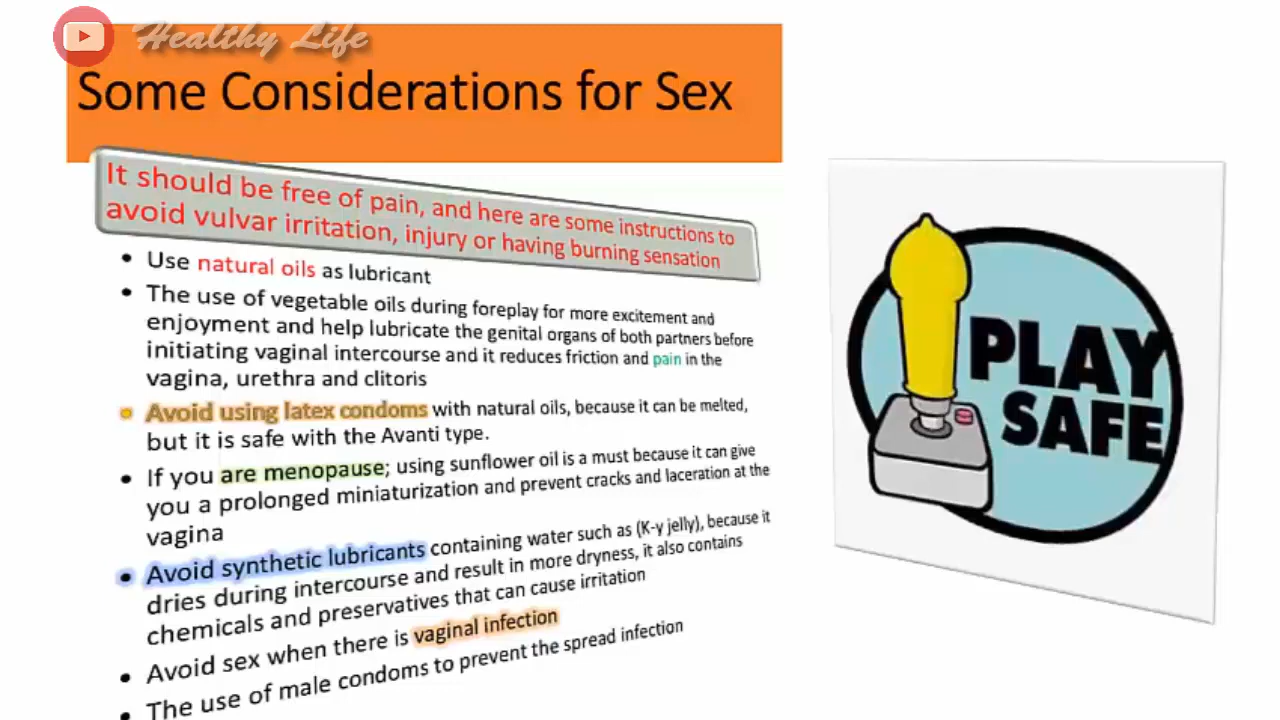 Healthy Life
Some Considerations for Sex
It should be free of pain, and here are some instructions to
avoid vulvar irritation, injury or having burning sensation
• Use natural oils as lubricant
• The use of vegetable oils during foreplay for more excitement and
enjoyment and help lubricate the genital organs of both partners before
initiating vaginal intercourse and it reduces friction and pain in the
vagina, urethra and clitoris
• Avoid using latex condoms with natural oils, because it can be melted,
but it is safe with the Avanti type.
• If you are menopause; using sunflower oil is a must because it can give
you a prolonged miniaturization and prevent cracks and laceration at the
vagina
• Avoid synthetic lubricants containing water such as (K-y jelly), because it
dries during intercourse and result in more dryness, it also contains
chemicals and preservatives that can cause irritation
• Avoid sex when there is vaginal infection
• The use of male condoms to prevent the spread infection
PLAY
SAFE